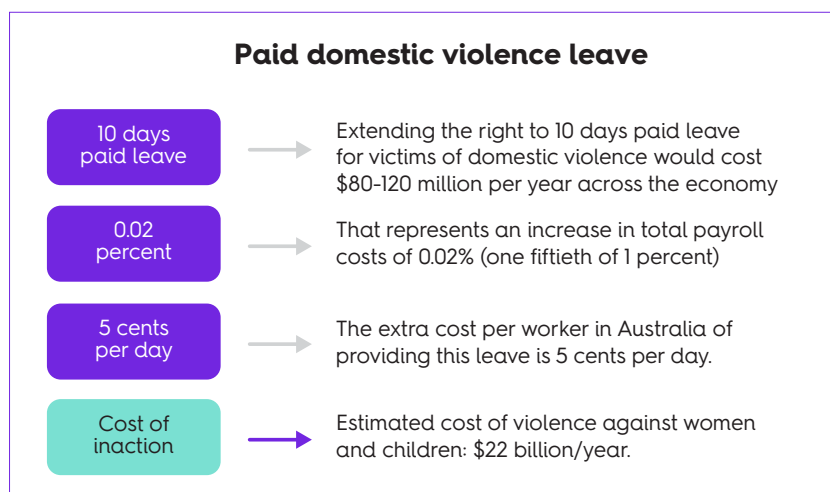 Paid domestic violence leave
10 days
paid leave
Extending the right to 10 days paid leave
for victims of domestic violence would cost
$80-120 million per year across the economy
0.02
percent
That represents an increase in total payroll
costs of 0.02% (one fiftieth of 1 percent)
5 cents
per day
The extra cost per worker in Australia of
providing this leave is 5 cents per day.
Cost of
inaction
Estimated cost of violence against women
and children: $22 billion/year.